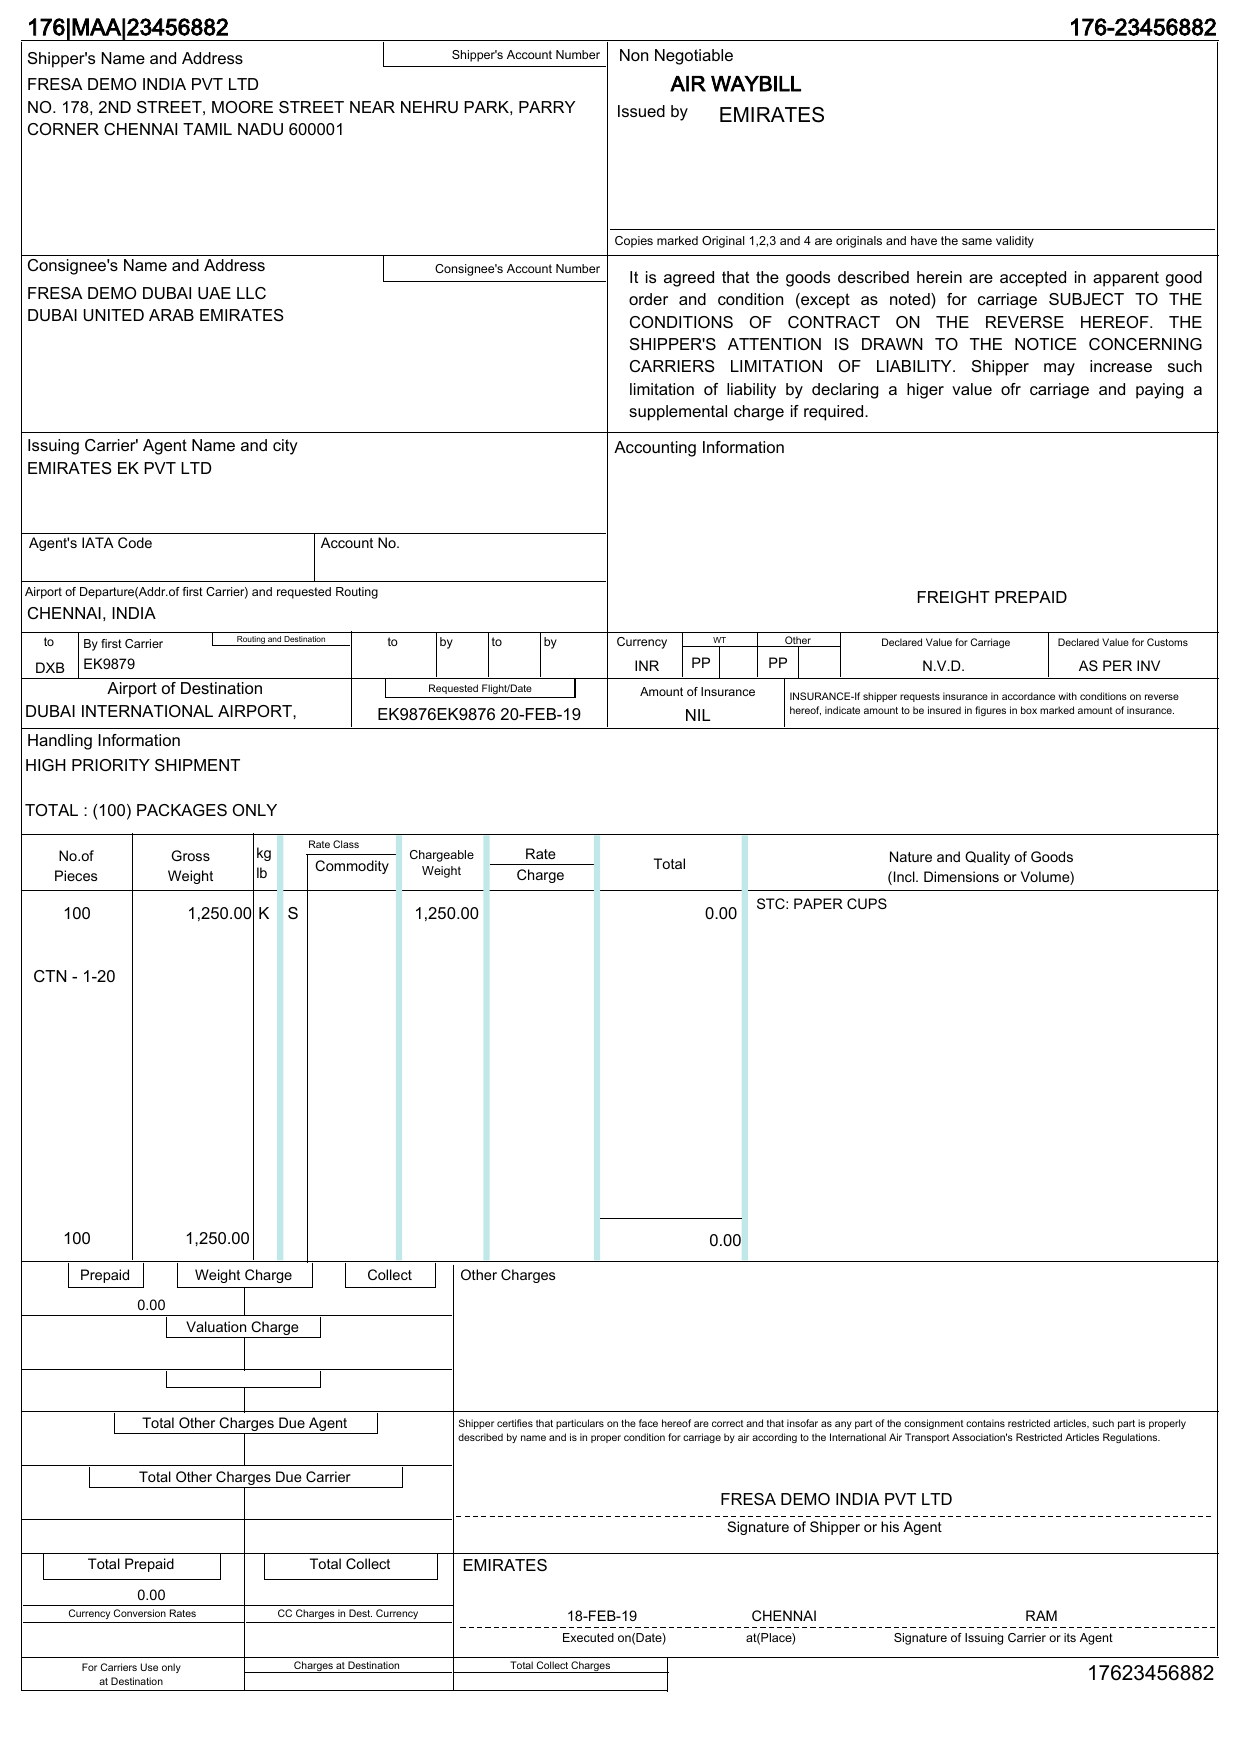 176|MAA|23456882
176-23456882
Shipper's Name and Address
Shipper's Account Number
FRESA DEMO INDIA PVT LTD
NO. 178, 2ND STREET, MOORE STREET NEAR NEHRU PARK, PARRY
CORNER CHENNAI TAMIL NADU 600001
Non Negotiable
AIR WAYBILL
Issued by EMIRATES
Copies marked Original 1,2,3 and 4 are originals and have the same validity
Consignee's Name and Address
Consignee's Account Number
FRESA DEMO DUBAI UAE LLC
DUBAI UNITED ARAB EMIRATES
It is agreed that the goods described herein are accepted in apparent good
order and condition (except as noted) for carriage SUBJECT TO THE
CONDITIONS OF CONTRACT ON THE REVERSE HEREOF. THE
SHIPPER'S ATTENTION IS DRAWN TO THE NOTICE CONCERNING
CARRIERS LIMITATION OF LIABILITY. Shipper may increase such
limitation of liability by declaring a higer value ofr carriage and paying a
supplemental charge if required.
Issuing Carrier' Agent Name and city
EMIRATES EK PVT LTD
Accounting Information
Agent's IATA Code
Account No.
Airport of Departure(Addr.of first Carrier) and requested Routing
CHENNAI, INDIA
FREIGHT PREPAID
to
By first Carrier
Routing and Destination
to
by
to
by
DXB
EK9879
Currency
WT
Other
Declared Value for Carriage
Declared Value for Customs
INR
PP
PP
N.V.D.
AS PER INV
Airport of Destination
Requested Flight/Date
DUBAI INTERNATIONAL AIRPORT,
EK9876EK9876 20-FEB-19
Amount of Insurance
NIL
INSURANCE-If shipper requests insurance in accordance with conditions on reverse
hereof, indicate amount to be insured in figures in box marked amount of insurance.
Handling Information
HIGH PRIORITY SHIPMENT
TOTAL : (100) PACKAGES ONLY
No.of
Pieces
Gross
Weight
kg
lb
Rate Class
Commodity
Chargeable
Weight
Rate
Charge
Total
Nature and Quality of Goods
(Incl. Dimensions or Volume)
100
1,250.00
K
S
1,250.00
0.00
STC: PAPER CUPS
CTN - 1-20
100
1,250.00
0.00
Prepaid
Weight Charge
Collect
Other Charges
0.00
Valuation Charge
Total Other Charges Due Agent
Shipper certifies that particulars on the face hereof are correct and that insofar as any part of the consignment contains restricted articles, such part is properly
described by name and is in proper condition for carriage by air according to the International Air Transport Association's Restricted Articles Regulations.
Total Other Charges Due Carrier
FRESA DEMO INDIA PVT LTD
Signature of Shipper or his Agent
Total Prepaid
Total Collect
EMIRATES
0.00
Currency Conversion Rates
CC Charges in Dest. Currency
18-FEB-19
CHENNAI
RAM
Executed on(Date)
at(Place)
Signature of Issuing Carrier or its Agent
For Carriers Use only
at Destination
Charges at Destination
Total Collect Charges
17623456882